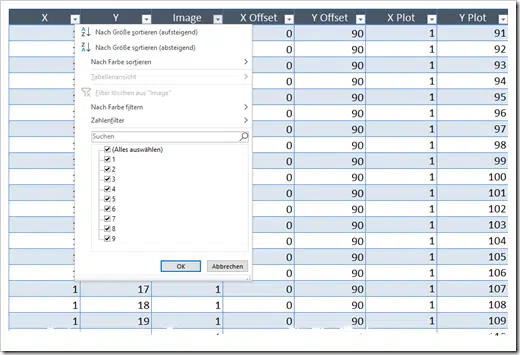 X Y Image X Offset Y Offset X Plot Y Plot
Nach Größe sortieren (aufsteigend)
0 90 1 91
Nach Größe sortieren (absteigend)
0 90 1 92
Nach Farbe sortieren
0 90 1 93
Tabellenansicht
0 90 1 94
Filter löschen aus "Image"
0 90 1 95
Nach Farbe filtern
0 90 1 96
Zahlenfilter
0 90 1 97
Suchen
0 90 1 98
(Alles auswählen)
0 90 1 99
1
2
0 90 1 100
3
0 90 1 101
4
5
0 90 1 102
6
0 90 1 103
7
8
0 90 1 104
9
0 90 1 105
OK Abbrechen
0 90 1 106
1 17 1 0 90 1 107
1 18 1 0 90 1 108
1 19 1 0 90 1 109